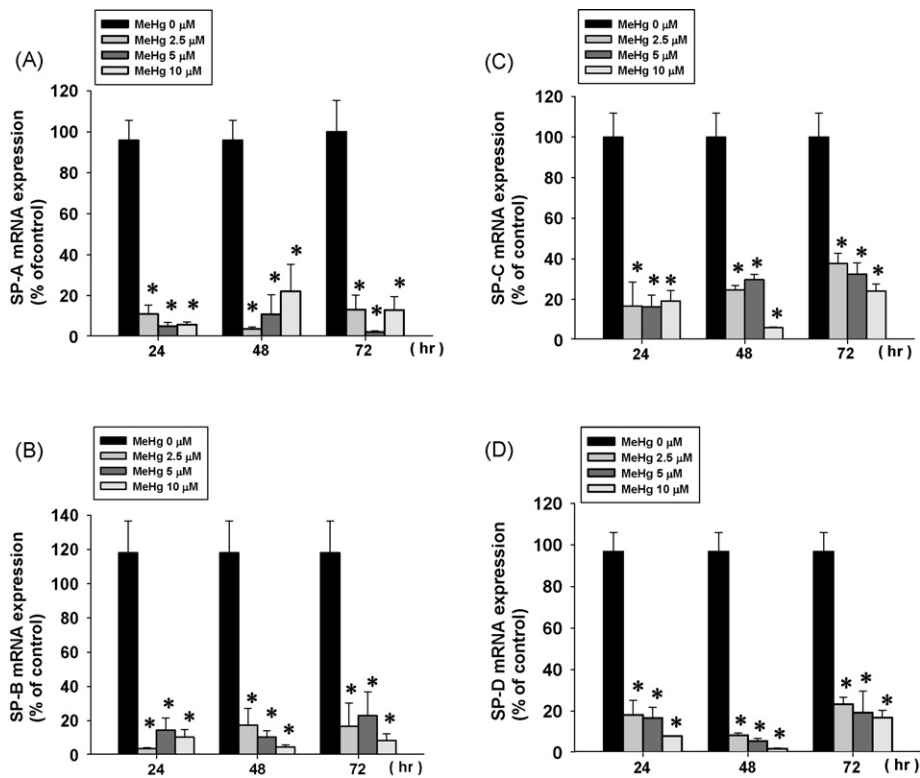 (A)
MeHg 0 µM
MeHg 2.5 µM
MeHg 5 µM
MeHg 10 µM
SP-A mRNA expression
(% ofcontrol)
120
100
80
60
40
20
0
* * *
* * *
* * *
24 48 72 ( hr )
(B)
MeHg 0 µM
MeHg 2.5 µM
MeHg 5 µM
MeHg 10 µM
SP-B mRNA expression
(% of control)
140
120
100
80
60
40
20
0
* * *
* * *
* * *
24 48 72 ( hr )
(C)
MeHg 0 µM
MeHg 2.5 µM
MeHg 5 µM
MeHg 10 µM
SP-C mRNA expression
(% of control)
120
100
80
60
40
20
0
* * *
* * *
* * *
24 48 72 ( hr )
(D)
MeHg 0 µM
MeHg 2.5 µM
MeHg 5 µM
MeHg 10 µM
SP-D mRNA expression
(% of control)
120
100
80
60
40
20
0
* * *
* * *
* * *
24 48 72 ( hr )